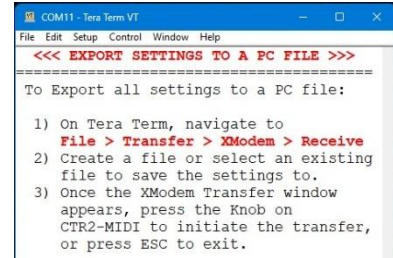 COM11 - Tera Term VT
File Edit Setup Control Window Help
<<< EXPORT SETTINGS TO A PC FILE >>>
========================================
To Export all settings to a PC file:
1) On Tera Term, navigate to
File > Transfer > XModem > Receive
2) Create a file or select an existing
file to save the settings to.
3) Once the XModem Transfer window
appears, press the Knob on
CTR2-MIDI to initiate the transfer,
or press ESC to exit.